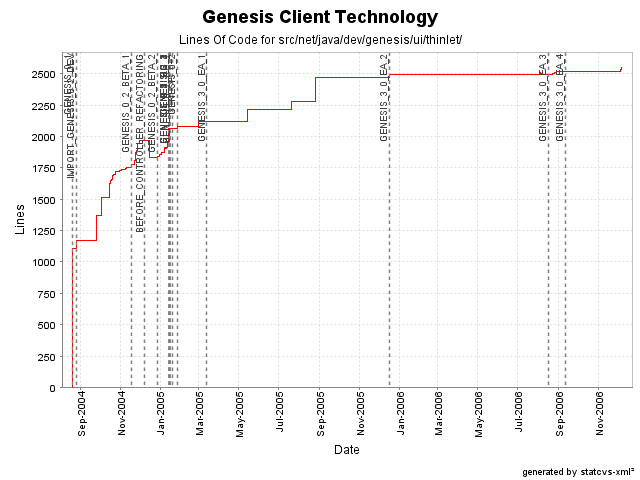 Genesis Client Technology
Lines Of Code for src/net/java/dev/genesis/ui/thinlet/
Lines
2500
2250
2000
1750
1500
1250
1000
750
500
250
0
GENESIS_0_2_BETA_1
BEFORE_CONTROLLER_REFACTORING
GENESIS_0_2_BETA_2
GENESIS_3_0_EA_1
GENESIS_3_0_EA_2
GENESIS_3_0_EA_3
GENESIS_3_0_EA_4
Sep-2004
Nov-2004
Jan-2005
Mar-2005
May-2005
Jul-2005
Sep-2005
Nov-2005
Jan-2006
Mar-2006
May-2006
Jul-2006
Sep-2006
Nov-2006
Date
generated by statcvs-xml²